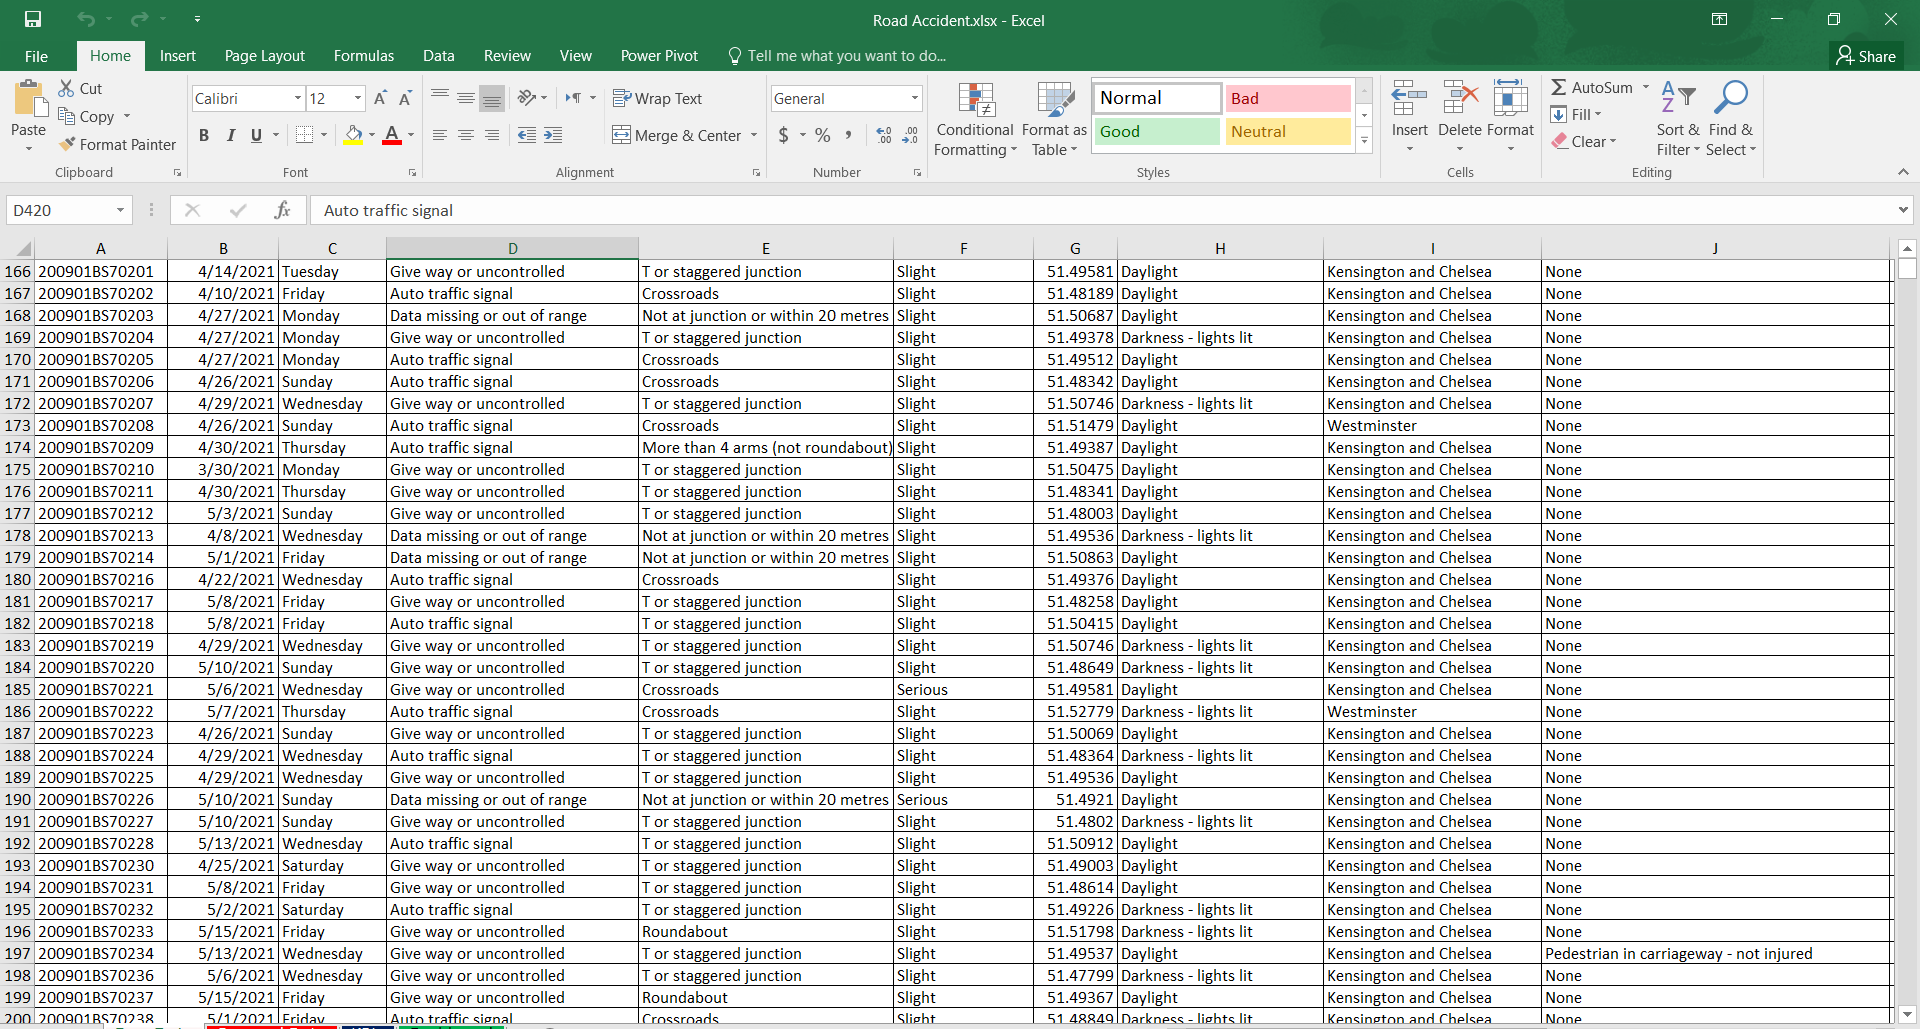 Road Accident.xlsx - Excel
File Home Insert Page Layout Formulas Data Review View Power Pivot Tell me what you want to do... Share
Paste
Cut
Copy
Format Painter
Clipboard
Calibri 12
B I U A
Font
Wrap Text
Merge & Center
Alignment
General
$ % ,
Number
Conditional Formatting
Format as Table
Normal Bad
Good Neutral
Styles
Insert Delete Format
Cells
AutoSum
Fill
Clear
Sort & Filter
Find & Select
Editing
D420 fx Auto traffic signal
A B C D E F G H I J
166 200901BS70201 4/14/2021 Tuesday Give way or uncontrolled T or staggered junction Slight 51.49581 Daylight Kensington and Chelsea None
167 200901BS70202 4/10/2021 Friday Auto traffic signal Crossroads Slight 51.48189 Daylight Kensington and Chelsea None
168 200901BS70203 4/27/2021 Monday Data missing or out of range Not at junction or within 20 metres Slight 51.50687 Daylight Kensington and Chelsea None
169 200901BS70204 4/27/2021 Monday Give way or uncontrolled T or staggered junction Slight 51.49378 Darkness - lights lit Kensington and Chelsea None
170 200901BS70205 4/27/2021 Monday Auto traffic signal Crossroads Slight 51.49512 Daylight Kensington and Chelsea None
171 200901BS70206 4/26/2021 Sunday Auto traffic signal Crossroads Slight 51.48342 Daylight Kensington and Chelsea None
172 200901BS70207 4/29/2021 Wednesday Give way or uncontrolled T or staggered junction Slight 51.50746 Darkness - lights lit Kensington and Chelsea None
173 200901BS70208 4/26/2021 Sunday Auto traffic signal Crossroads Slight 51.51479 Daylight Westminster None
174 200901BS70209 4/30/2021 Thursday Auto traffic signal More than 4 arms (not roundabout) Slight 51.49387 Daylight Kensington and Chelsea None
175 200901BS70210 3/30/2021 Monday Give way or uncontrolled T or staggered junction Slight 51.50475 Daylight Kensington and Chelsea None
176 200901BS70211 4/30/2021 Thursday Give way or uncontrolled T or staggered junction Slight 51.48341 Daylight Kensington and Chelsea None
177 200901BS70212 5/3/2021 Sunday Give way or uncontrolled T or staggered junction Slight 51.48003 Daylight Kensington and Chelsea None
178 200901BS70213 4/8/2021 Wednesday Data missing or out of range Not at junction or within 20 metres Slight 51.49536 Darkness - lights lit Kensington and Chelsea None
179 200901BS70214 5/1/2021 Friday Data missing or out of range Not at junction or within 20 metres Slight 51.50863 Daylight Kensington and Chelsea None
180 200901BS70216 4/22/2021 Wednesday Auto traffic signal Crossroads Slight 51.49376 Daylight Kensington and Chelsea None
181 200901BS70217 5/8/2021 Friday Give way or uncontrolled T or staggered junction Slight 51.48258 Daylight Kensington and Chelsea None
182 200901BS70218 5/8/2021 Friday Auto traffic signal T or staggered junction Slight 51.50415 Daylight Kensington and Chelsea None
183 200901BS70219 4/29/2021 Wednesday Give way or uncontrolled T or staggered junction Slight 51.50746 Darkness - lights lit Kensington and Chelsea None
184 200901BS70220 5/10/2021 Sunday Give way or uncontrolled T or staggered junction Slight 51.48649 Darkness - lights lit Kensington and Chelsea None
185 200901BS70221 5/6/2021 Wednesday Give way or uncontrolled Crossroads Serious 51.49581 Daylight Kensington and Chelsea None
186 200901BS70222 5/7/2021 Thursday Auto traffic signal Crossroads Slight 51.52779 Darkness - lights lit Westminster None
187 200901BS70223 4/26/2021 Sunday Give way or uncontrolled T or staggered junction Slight 51.50069 Daylight Kensington and Chelsea None
188 200901BS70224 4/29/2021 Wednesday Auto traffic signal T or staggered junction Slight 51.48364 Darkness - lights lit Kensington and Chelsea None
189 200901BS70225 4/29/2021 Wednesday Give way or uncontrolled T or staggered junction Slight 51.49536 Daylight Kensington and Chelsea None
190 200901BS70226 5/10/2021 Sunday Data missing or out of range Not at junction or within 20 metres Serious 51.4921 Daylight Kensington and Chelsea None
191 200901BS70227 5/10/2021 Sunday Give way or uncontrolled T or staggered junction Slight 51.4802 Darkness - lights lit Kensington and Chelsea None
192 200901BS70228 5/13/2021 Wednesday Auto traffic signal T or staggered junction Slight 51.50912 Daylight Kensington and Chelsea None
193 200901BS70230 4/25/2021 Saturday Give way or uncontrolled T or staggered junction Slight 51.49003 Daylight Kensington and Chelsea None
194 200901BS70231 5/8/2021 Friday Give way or uncontrolled T or staggered junction Slight 51.48614 Daylight Kensington and Chelsea None
195 200901BS70232 5/2/2021 Saturday Auto traffic signal T or staggered junction Slight 51.49226 Darkness - lights lit Kensington and Chelsea None
196 200901BS70233 5/15/2021 Friday Give way or uncontrolled Roundabout Slight 51.51798 Darkness - lights lit Kensington and Chelsea None
197 200901BS70234 5/13/2021 Wednesday Give way or uncontrolled T or staggered junction Slight 51.49537 Daylight Kensington and Chelsea Pedestrian in carriageway - not injured
198 200901BS70236 5/6/2021 Wednesday Give way or uncontrolled T or staggered junction Slight 51.47799 Darkness - lights lit Kensington and Chelsea None
199 200901BS70237 5/15/2021 Friday Give way or uncontrolled Roundabout Slight 51.49367 Daylight Kensington and Chelsea None
200 200901BS70238 5/1/2021 Friday Auto traffic signal Crossroads Slight 51.48849 Darkness - lights lit Kensington and Chelsea None